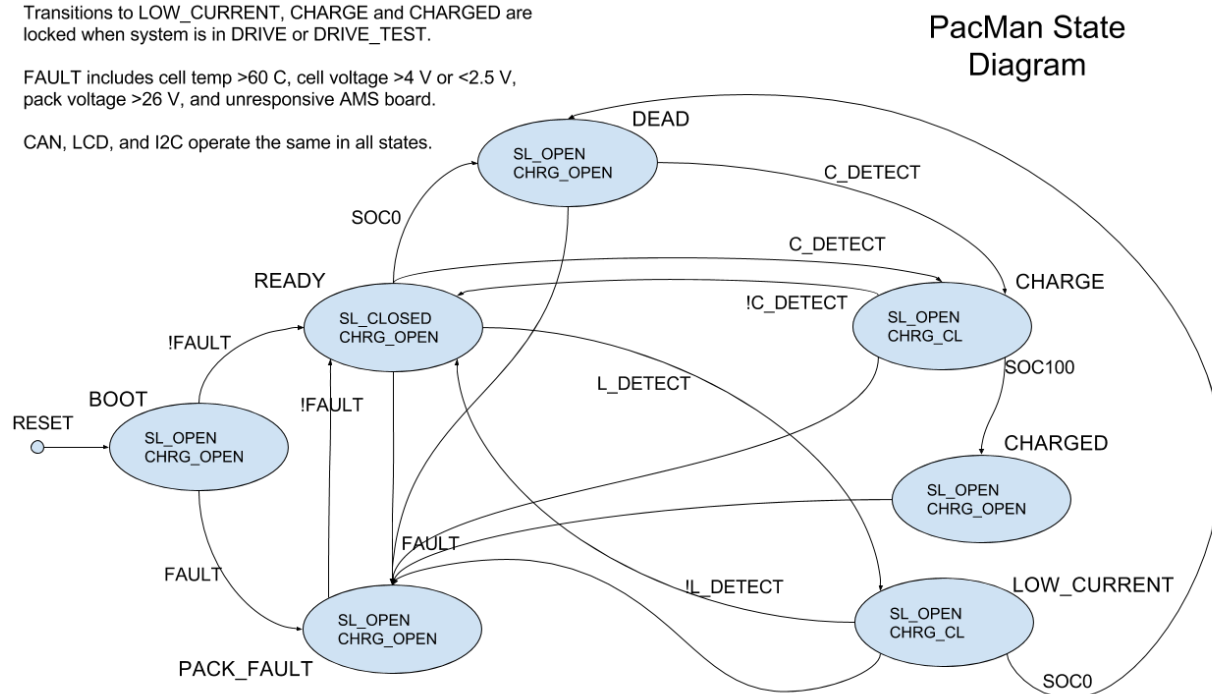 Transitions to LOW_CURRENT, CHARGE and CHARGED are
locked when system is in DRIVE or DRIVE_TEST.
FAULT includes cell temp >60 C, cell voltage >4 V or <2.5 V,
pack voltage >26 V, and unresponsive AMS board.
CAN, LCD, and I2C operate the same in all states.
PacMan State
Diagram
DEAD
SL_OPEN
CHRG_OPEN
C_DETECT
SOC0
C_DETECT
READY
SL_CLOSED
CHRG_OPEN
!C_DETECT
CHARGE
SL_OPEN
CHRG_CL
!FAULT
SOC100
L_DETECT
BOOT
!FAULT
RESET
SL_OPEN
CHRG_OPEN
CHARGED
SL_OPEN
CHRG_OPEN
FAULT
FAULT
!L_DETECT
LOW_CURRENT
SL_OPEN
CHRG_CL
SL_OPEN
CHRG_OPEN
PACK_FAULT
SOC0